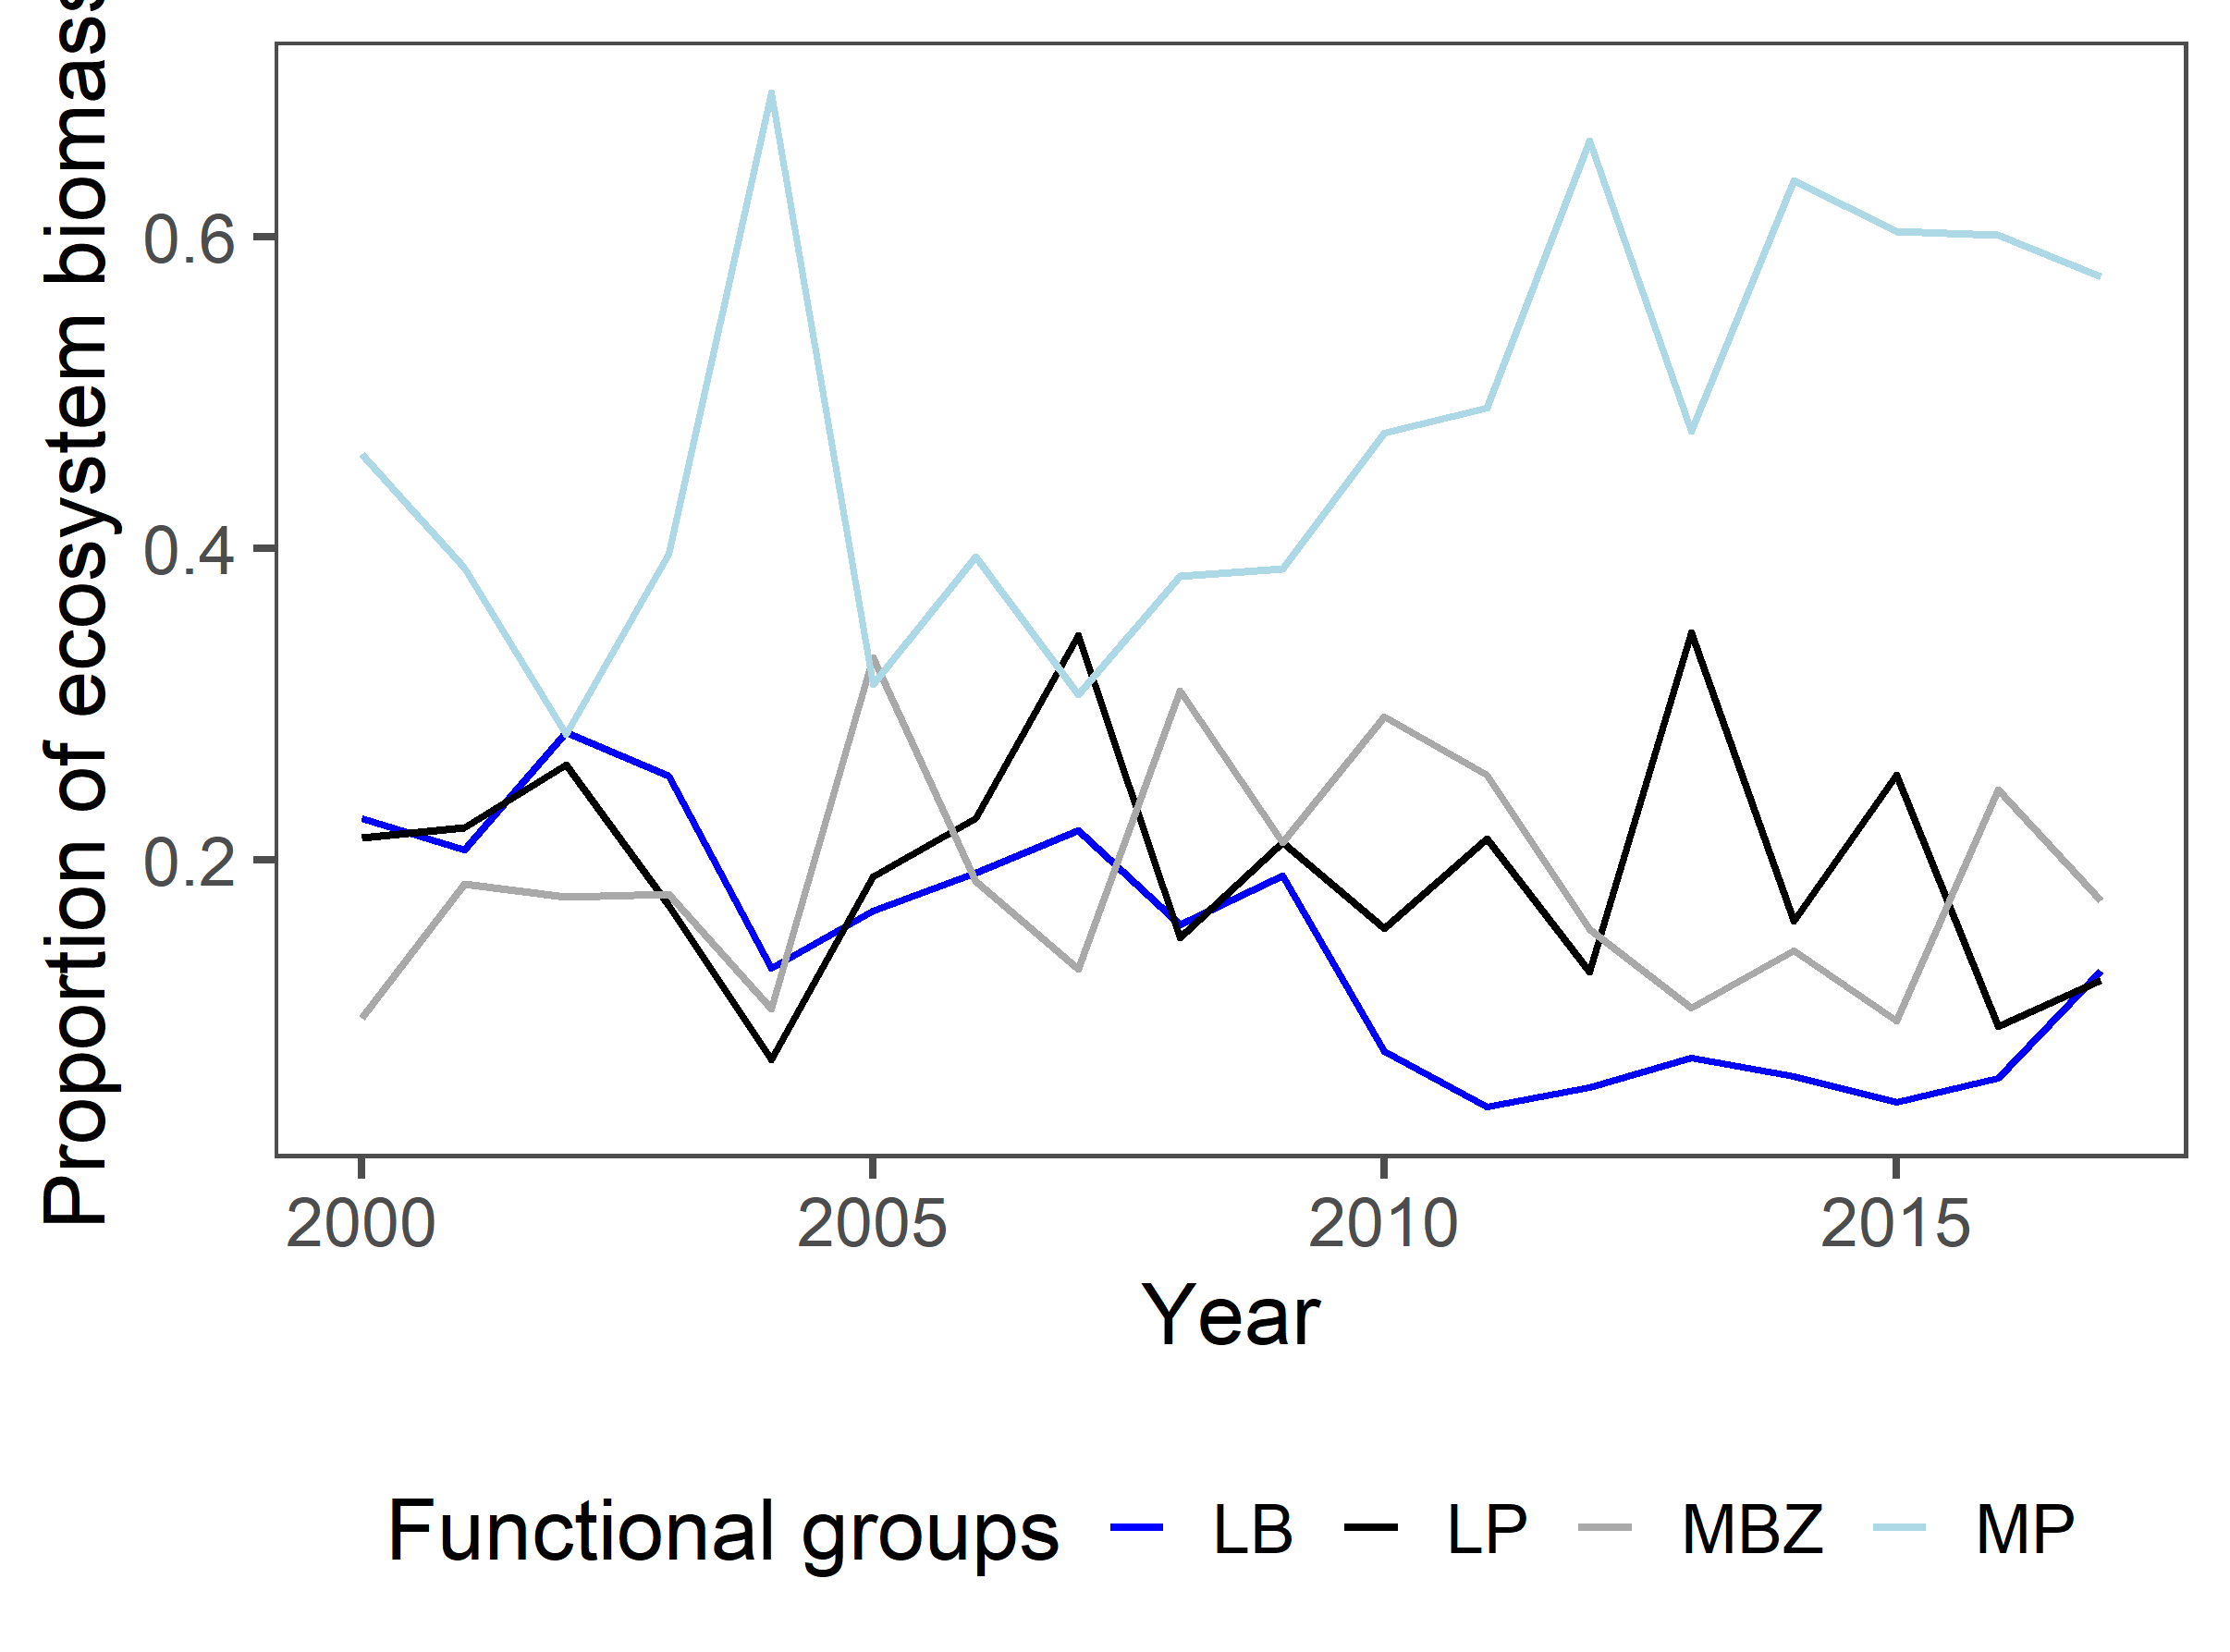 Proportion of ecosystem biomass
0.6
0.4
0.2
2000 2005 2010 2015
Year
Functional groups LB LP MBZ MP